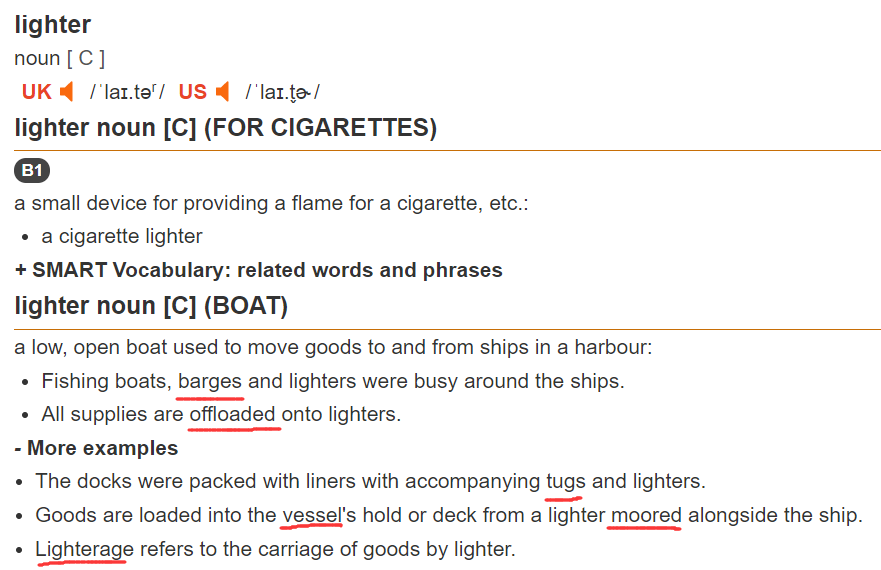 lighter
noun [ C ]
UK /ˈlaɪ.təʳ/ US /ˈlaɪ.t̬ɚ/
lighter noun [C] (FOR CIGARETTES)
B1
a small device for providing a flame for a cigarette, etc.:
• a cigarette lighter
+ SMART Vocabulary: related words and phrases
lighter noun [C] (BOAT)
a low, open boat used to move goods to and from ships in a harbour:
• Fishing boats, barges and lighters were busy around the ships.
• All supplies are offloaded onto lighters.
- More examples
• The docks were packed with liners with accompanying tugs and lighters.
• Goods are loaded into the vessel's hold or deck from a lighter moored alongside the ship.
• Lighterage refers to the carriage of goods by lighter.